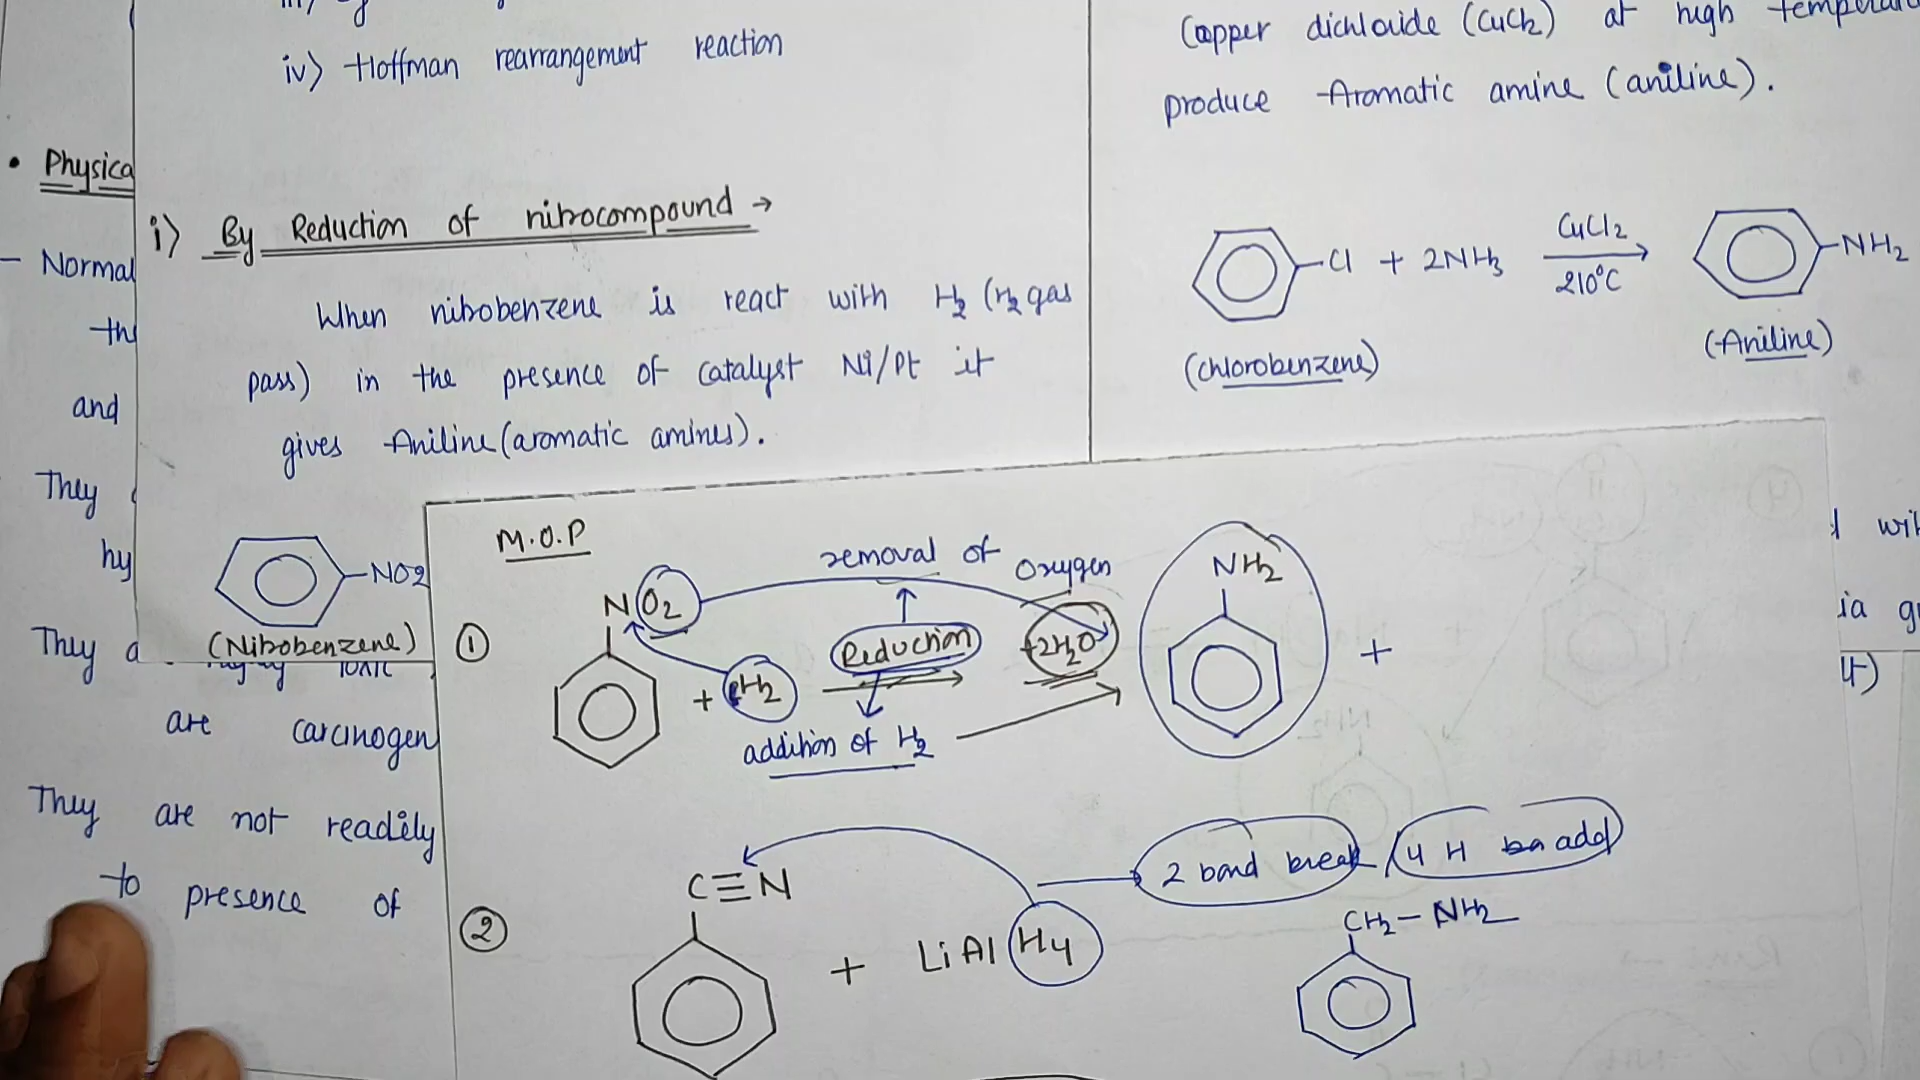 iv) Hoffman rearrangement reaction
• Physica
- Normal
th
and
They
hy
They a
are carcinogen
They are not readily
to presence of
i) By Reduction of nitrocompound →
When nitrobenzene is react with H2 (H2 gas
pass) in the presence of catalyst Ni/Pt it
gives Aniline (aromatic amines).
NO2
(Nitrobenzene)
Copper dichloride (CuCl2) at high temperatu
produce Aromatic amine (aniline).
Cl + 2NH3 CuCl2 → 210°C NH2
(chlorobenzene) (Aniline)
M.O.P
removal of Oxygen
① NO2 + H2 Reduction +2H2O NH2 +
addition of H2
2 bond break / 4 H add
② C≡N + LiAlH4 CH2-NH2
wit
ia g